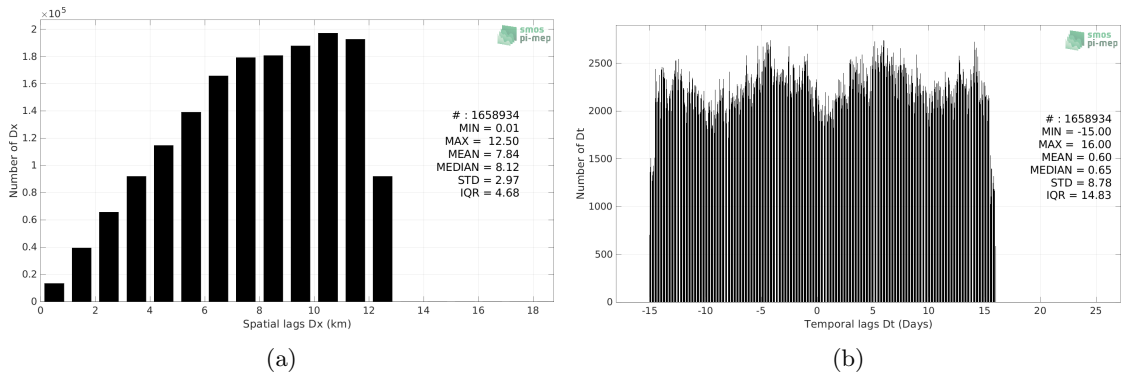 ×10⁵
2
1.8
1.6
1.4
1.2
1
0.8
0.6
0.4
0.2
0
Number of Dx
0 2 4 6 8 10 12 14 16 18
Spatial lags Dx (km)
smos
pi-mep
# : 1658934
MIN = 0.01
MAX = 12.50
MEAN = 7.84
MEDIAN = 8.12
STD = 2.97
IQR = 4.68
(a)
2500
2000
1500
1000
500
0
Number of Dt
-15 -10 -5 0 5 10 15 20 25
Temporal lags Dt (Days)
smos
pi-mep
# : 1658934
MIN = -15.00
MAX = 16.00
MEAN = 0.60
MEDIAN = 0.65
STD = 8.78
IQR = 14.83
(b)